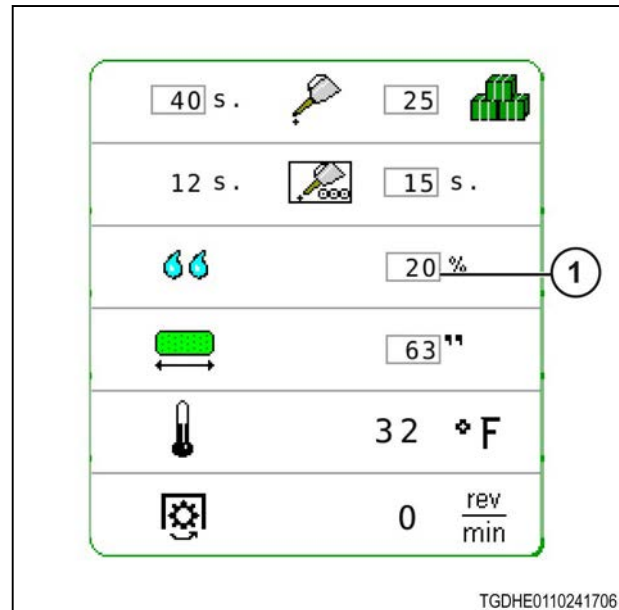 40 s. 25
12 s. 15 s.
20 %
1
63 "
32 °F
0 rev/min
TGDHE0110241706